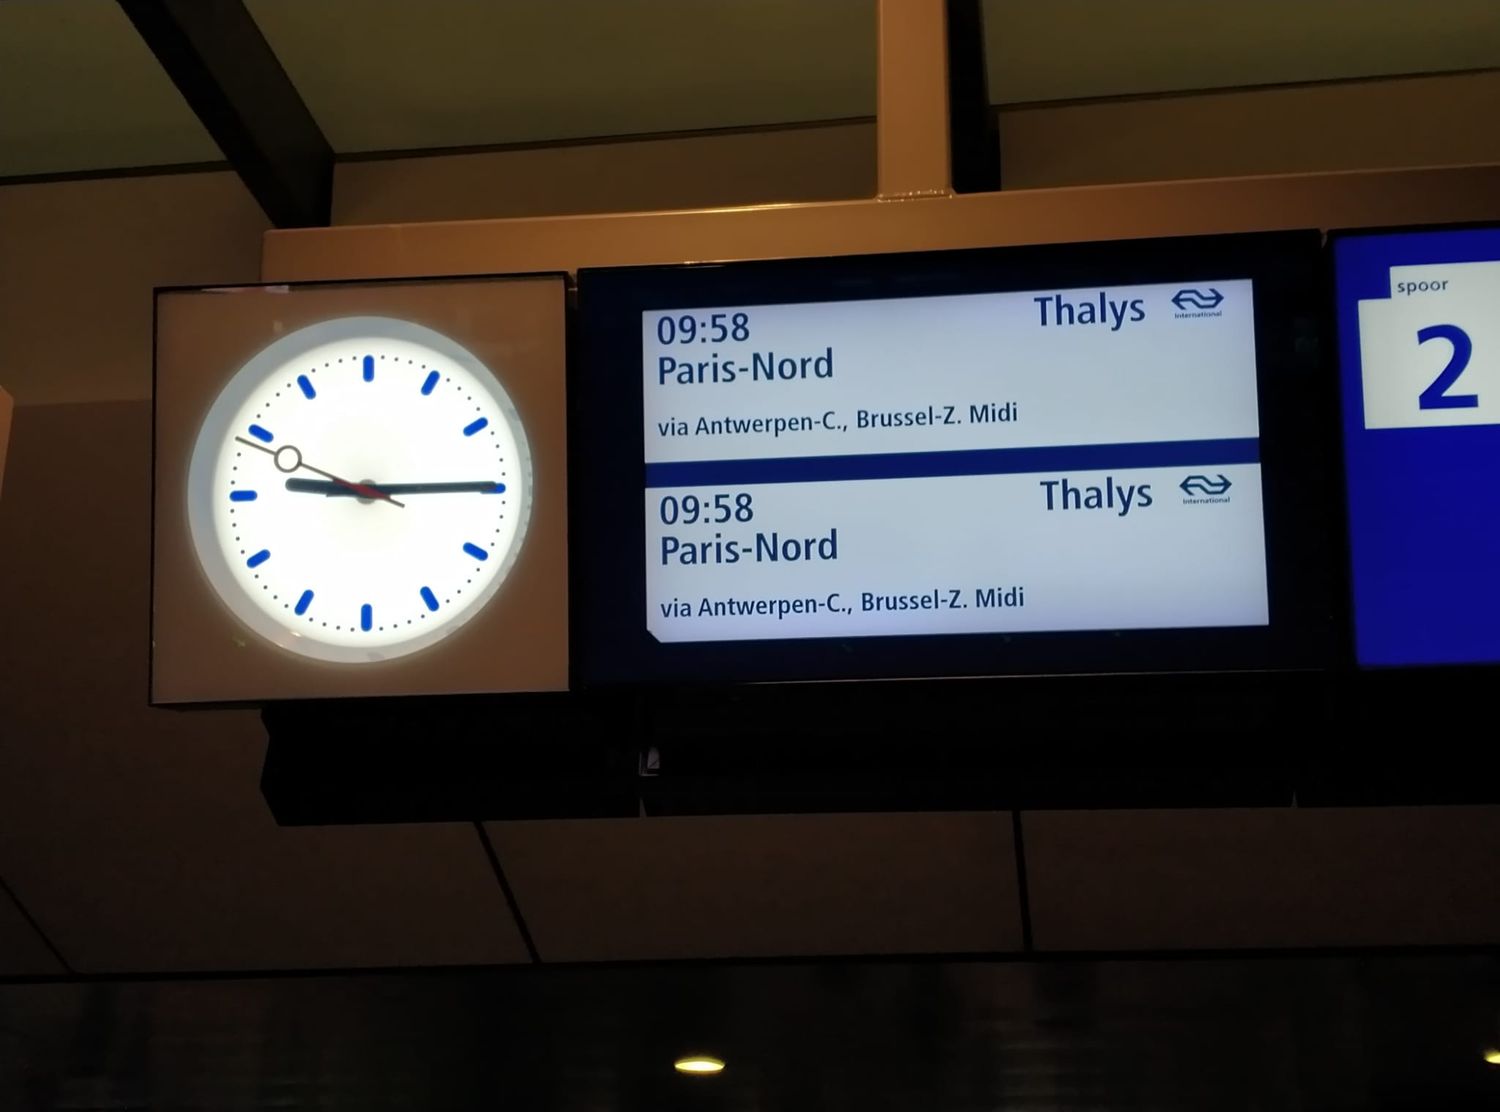 09:58
Thalys
International
Paris-Nord
via Antwerpen-C., Brussel-Z. Midi
09:58
Thalys
International
Paris-Nord
via Antwerpen-C., Brussel-Z. Midi
spoor
2